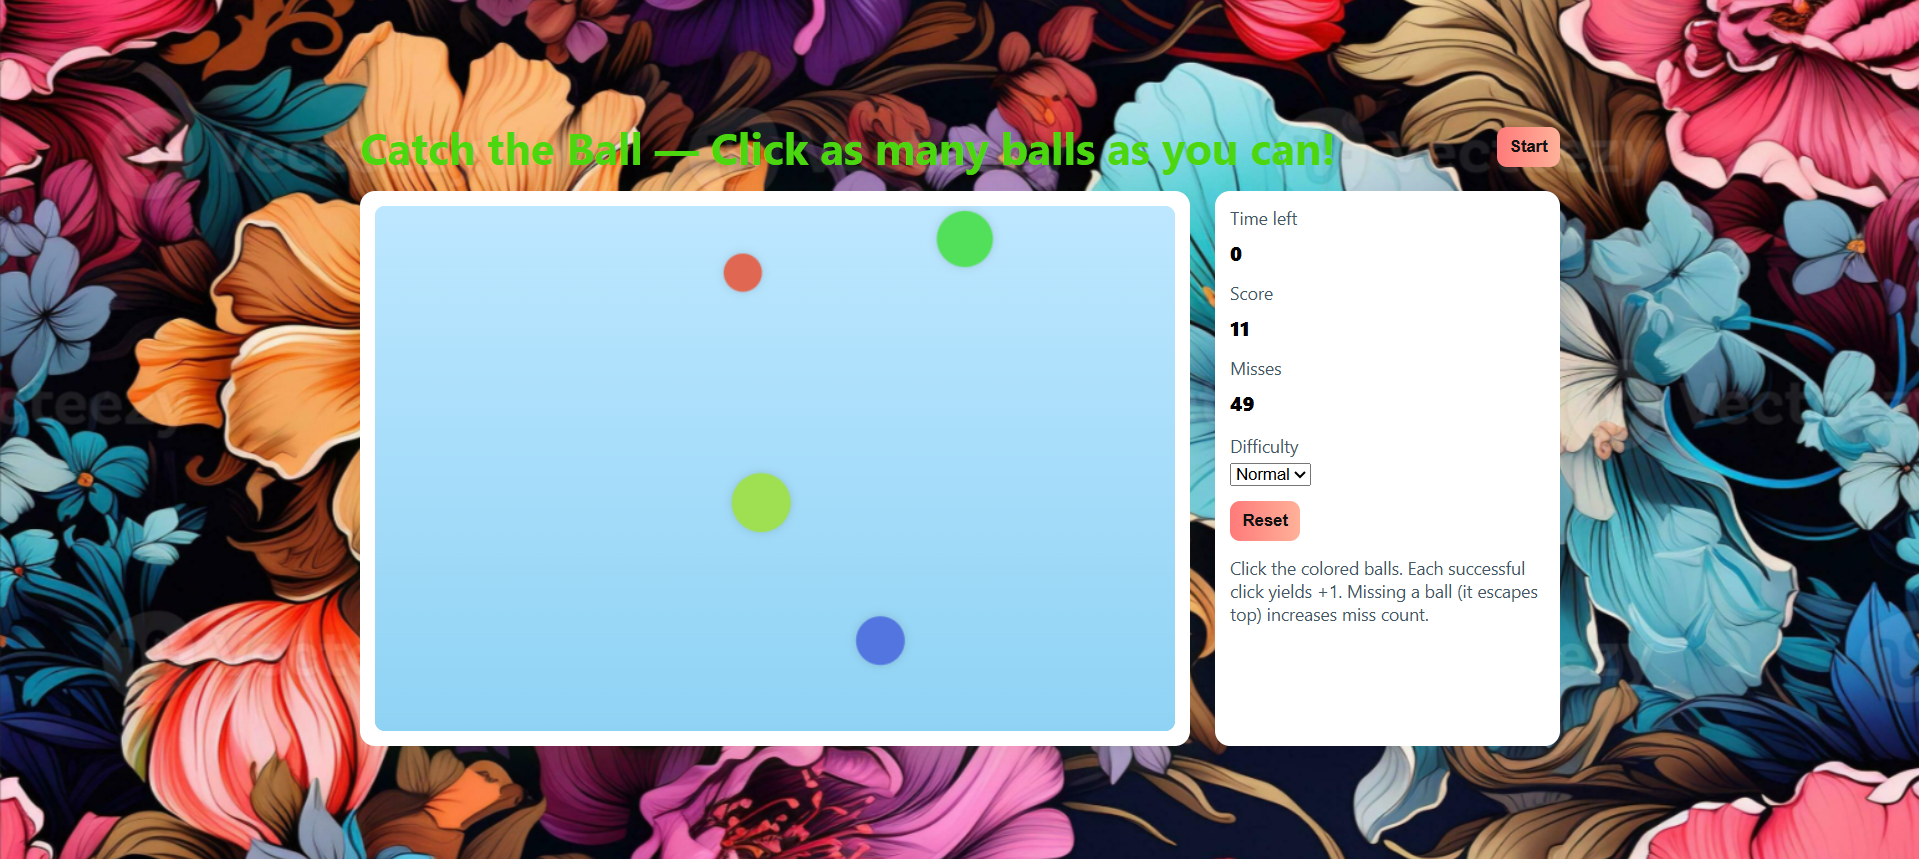 Catch the Ball — Click as many balls as you can!
Start
Time left
0
Score
11
Misses
49
Difficulty
Normal
Reset
Click the colored balls. Each successful
click yields +1. Missing a ball (it escapes
top) increases miss count.